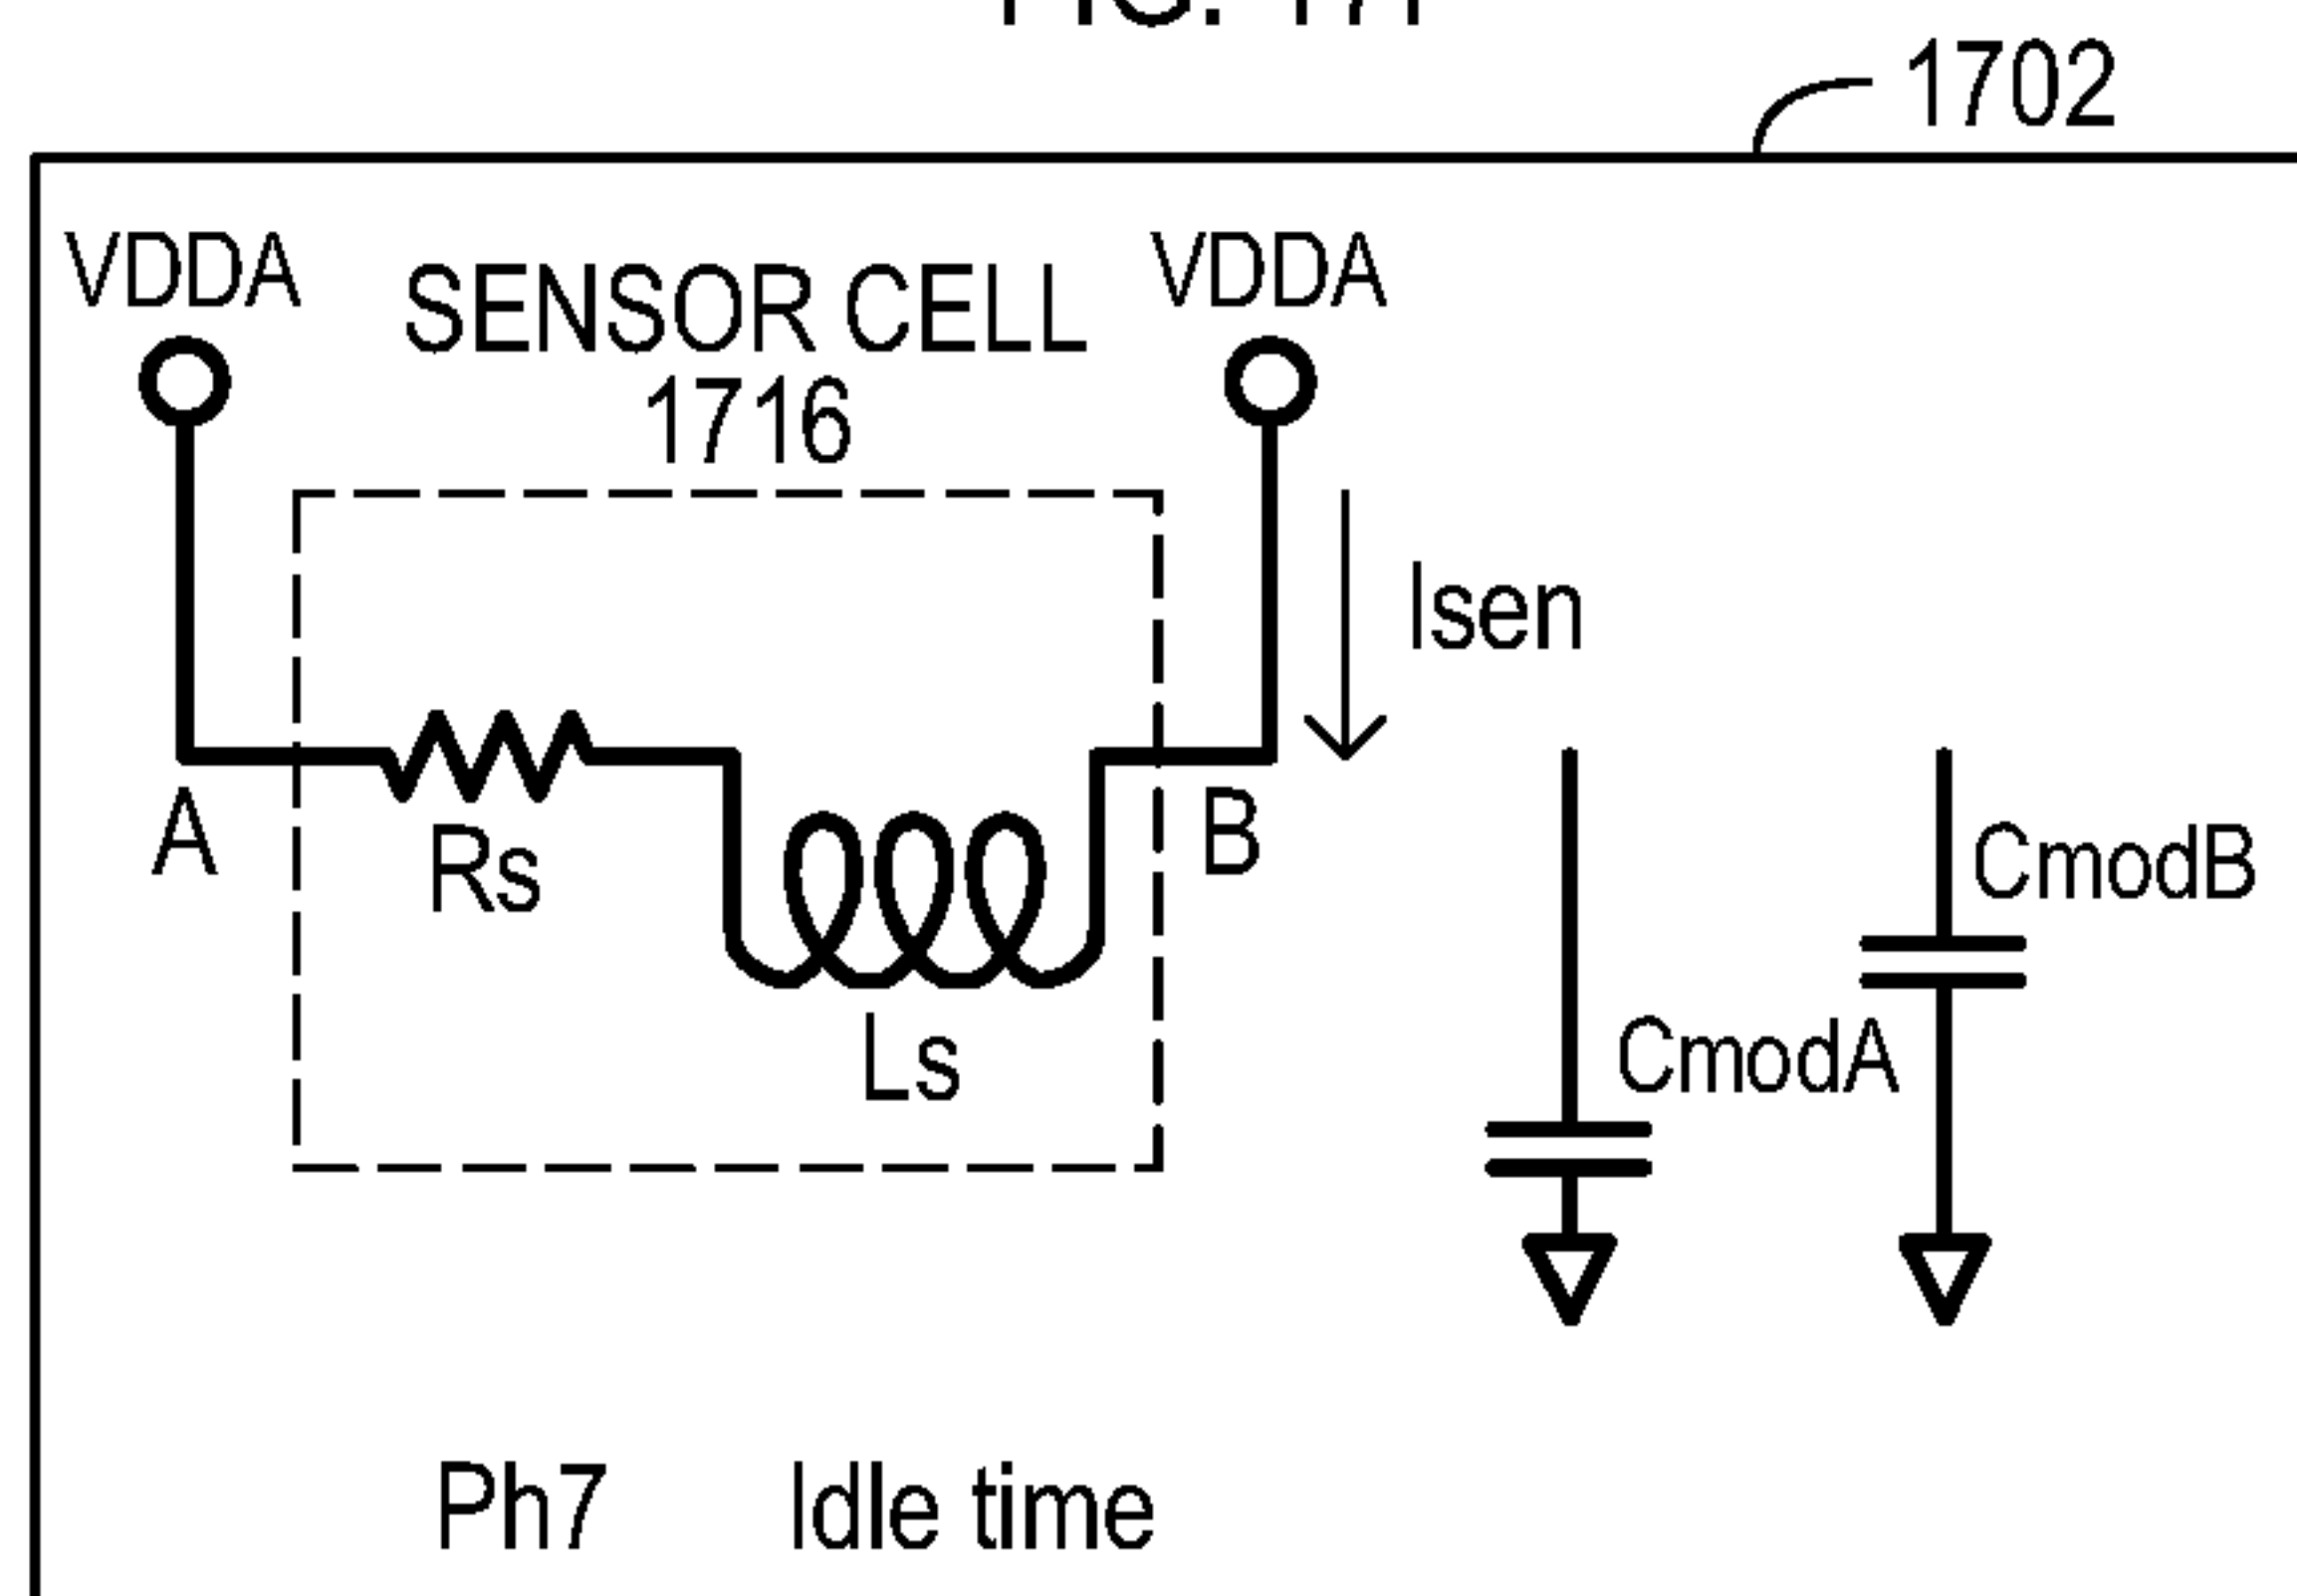 1702
VDDA
SENSOR CELL
1716
VDDA
Isen
A
Rs
Ls
B
CmodA
CmodB
Ph7 Idle time